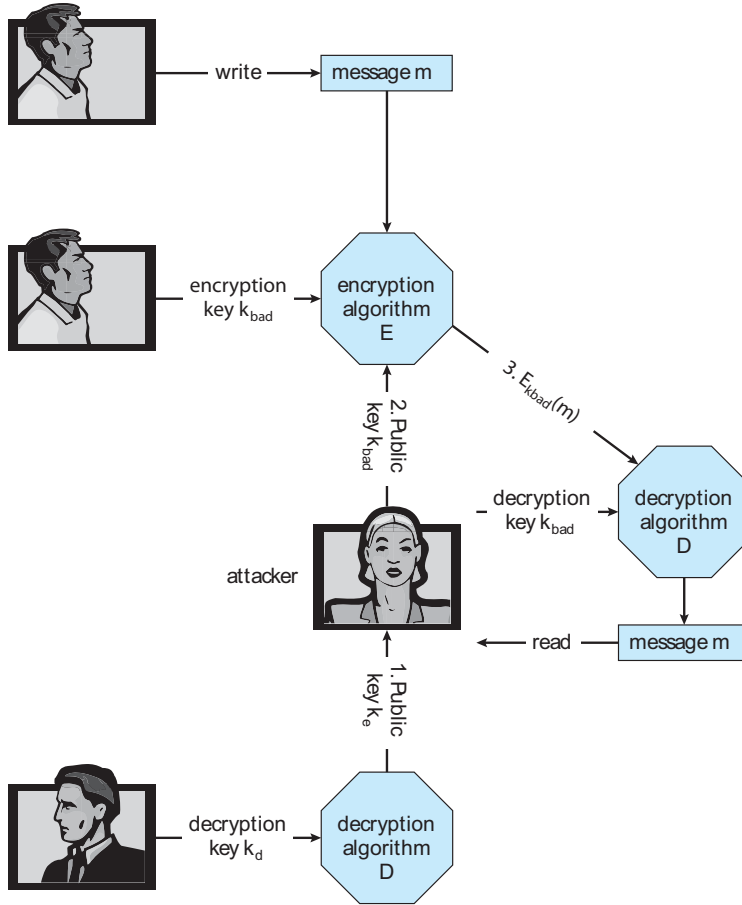 write
message m
encryption
key k_bad
encryption
algorithm
E
3. E_kbad(m)
2. Public
key k_bad
decryption
key k_bad
decryption
algorithm
D
attacker
read
message m
1. Public
key k_e
decryption
key k_d
decryption
algorithm
D